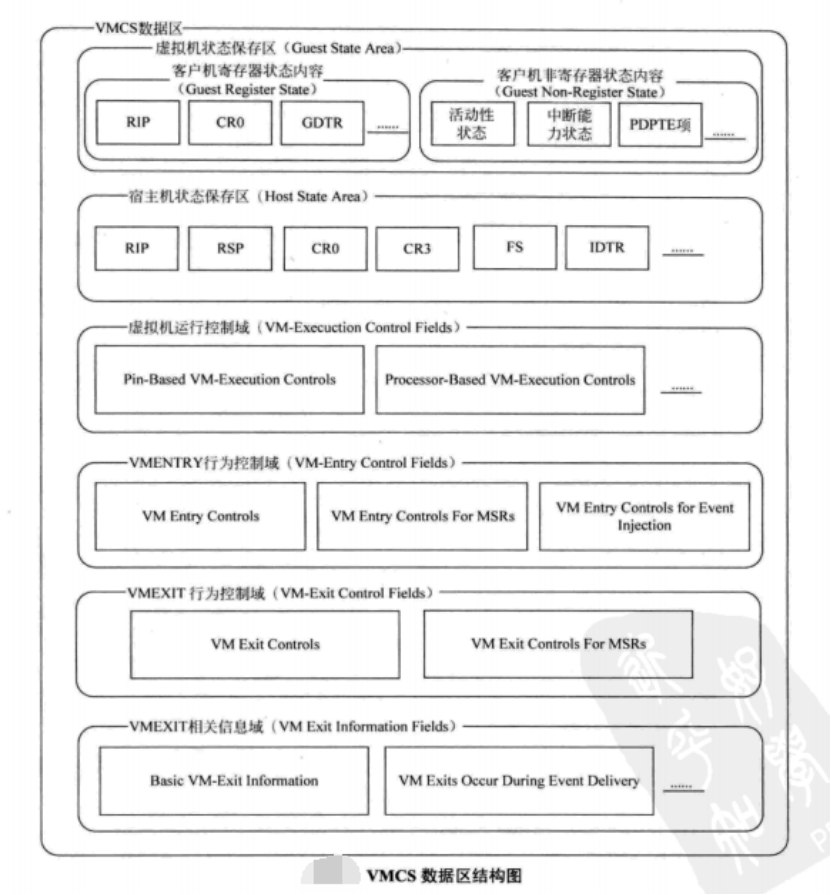 VMCS数据区
虚拟机状态保存区（Guest State Area）
客户机寄存器状态内容
（Guest Register State）
RIP
CR0
GDTR
......
客户机非寄存器状态内容
（Guest Non-Register State）
活动性
状态
中断能
力状态
PDPTE项
......
宿主机状态保存区（Host State Area）
RIP
RSP
CR0
CR3
FS
IDTR
......
虚拟机运行控制域（VM-Execuction Control Fields）
Pin-Based VM-Execution Controls
Processor-Based VM-Execution Controls
......
VMENTRY行为控制域（VM-Entry Control Fields）
VM Entry Controls
VM Entry Controls For MSRs
VM Entry Controls for Event
Injection
VMEXIT 行为控制域（VM-Exit Control Fields）
VM Exit Controls
VM Exit Controls For MSRs
VMEXIT相关信息域（VM Exit Information Fields）
Basic VM-Exit Information
VM Exits Occur During Event Delivery
......
VMCS 数据区结构图